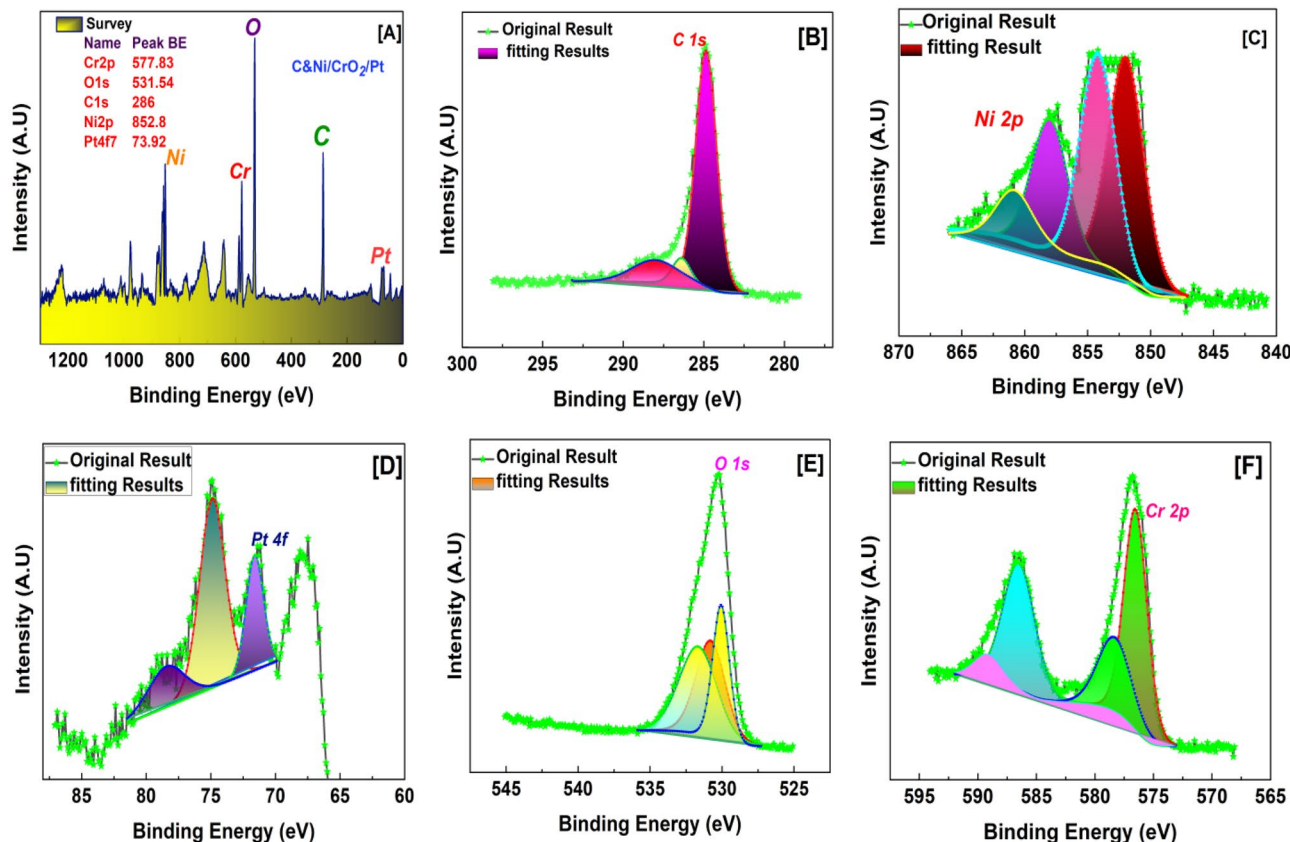 Survey
[A]
Name Peak BE
Cr2p 577.83
O1s 531.54
C1s 286
Ni2p 852.8
Pt4f7 73.92
O
C&Ni/CrO₂/Pt
Ni
Cr
C
Pt
Intensity (A.U)
1200 1000 800 600 400 200 0
Binding Energy (eV)
Original Result
fitting Results
C 1s
[B]
Intensity (A.U)
300 295 290 285 280
Binding Energy (eV)
Original Result
fitting Result
[C]
Ni 2p
Intensity (A.U)
870 865 860 855 850 845 840
Binding Energy (eV)
Original Result
fitting Results
[D]
Pt 4f
Intensity (A.U)
85 80 75 70 65 60
Binding Energy (eV)
Original Result
fitting Results
O 1s
[E]
Intensity (A.U)
545 540 535 530 525
Binding Energy (eV)
Original Result
fitting Results
[F]
Cr 2p
Intensity (A.U)
595 590 585 580 575 570 565
Binding Energy (eV)